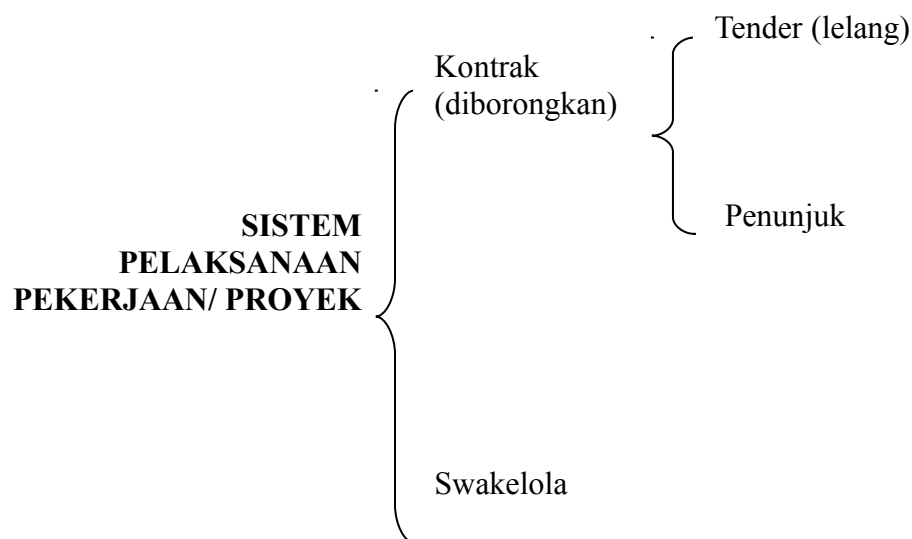 Tender (lelang)
Kontrak
(diborongkan)
Penunjuk
SISTEM
PELAKSANAAN
PEKERJAAN/ PROYEK
Swakelola